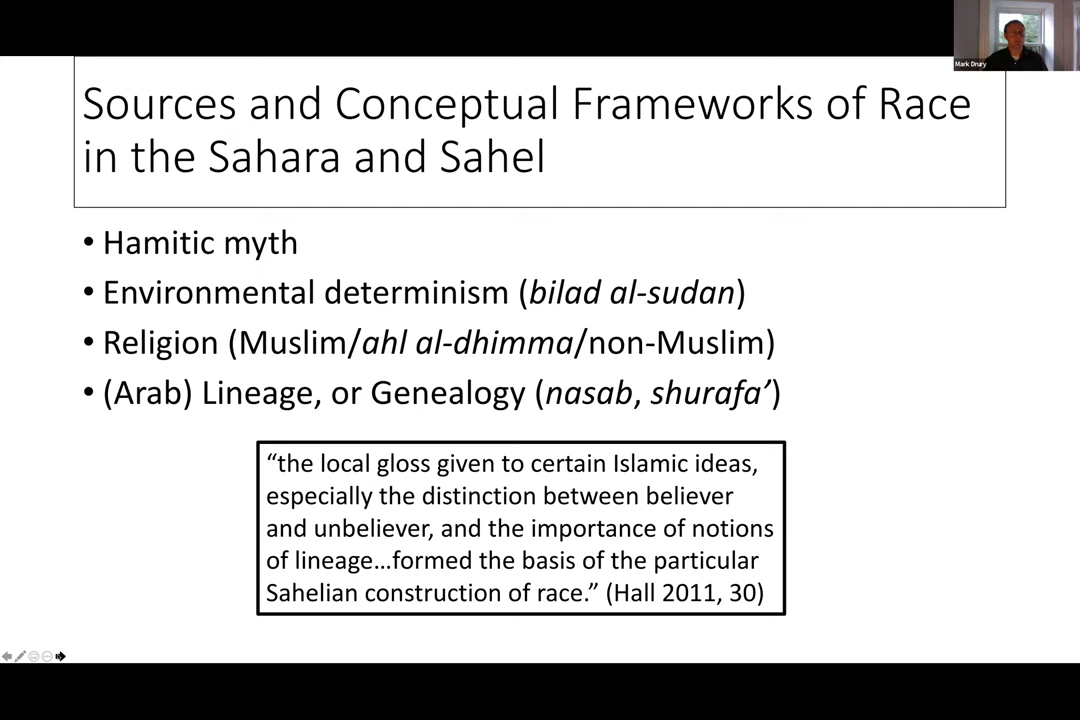 Mark Drury
Sources and Conceptual Frameworks of Race
in the Sahara and Sahel
• Hamitic myth
• Environmental determinism (bilad al-sudan)
• Religion (Muslim/ahl al-dhimma/non-Muslim)
• (Arab) Lineage, or Genealogy (nasab, shurafa’)
“the local gloss given to certain Islamic ideas,
especially the distinction between believer
and unbeliever, and the importance of notions
of lineage…formed the basis of the particular
Sahelian construction of race.” (Hall 2011, 30)